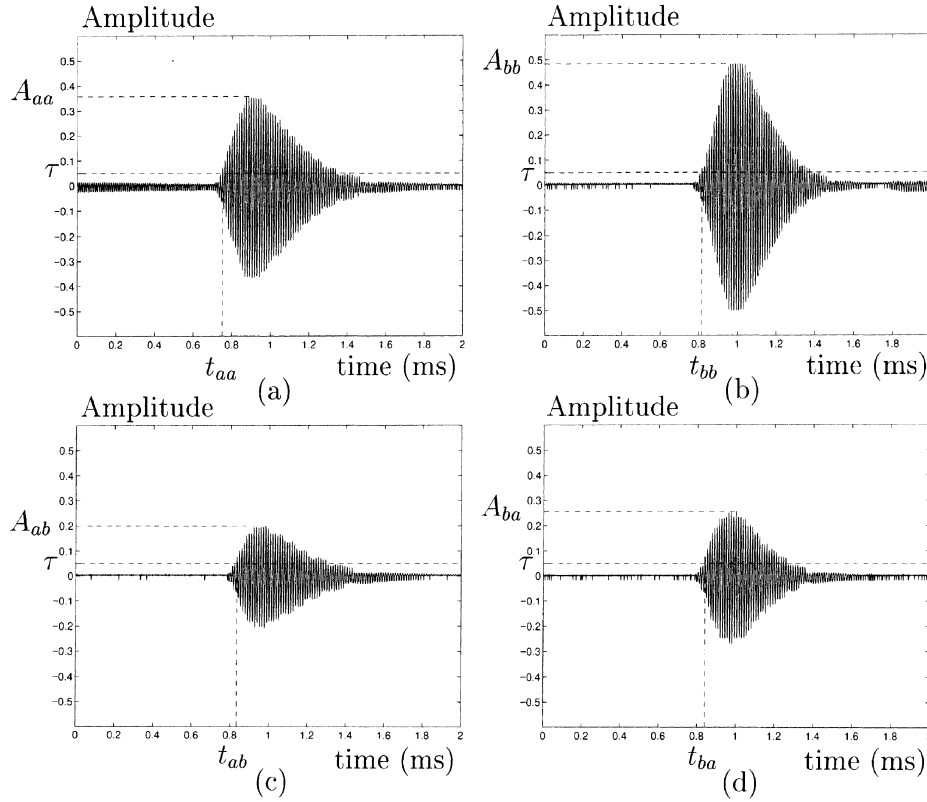 Amplitude
0.5
A_aa 0.4
0.3
0.2
τ 0.1
0
−0.1
−0.2
−0.3
−0.4
−0.5
0 0.2 0.4 0.6 0.8 1 1.2 1.4 1.6 1.8 2
t_aa time (ms)
(a)
Amplitude
A_bb 0.5
0.4
0.3
0.2
τ 0.1
0
−0.1
−0.2
−0.3
−0.4
−0.5
0 0.2 0.4 0.6 0.8 1 1.2 1.4 1.6 1.8 2
t_bb time (ms)
(b)
Amplitude
0.5
0.4
0.3
A_ab 0.2
τ 0.1
0
−0.1
−0.2
−0.3
−0.4
−0.5
0 0.2 0.4 0.6 0.8 1 1.2 1.4 1.6 1.8 2
t_ab time (ms)
(c)
Amplitude
0.5
0.4
A_ba 0.3
0.2
τ 0.1
0
−0.1
−0.2
−0.3
−0.4
−0.5
0 0.2 0.4 0.6 0.8 1 1.2 1.4 1.6 1.8 2
t_ba time (ms)
(d)